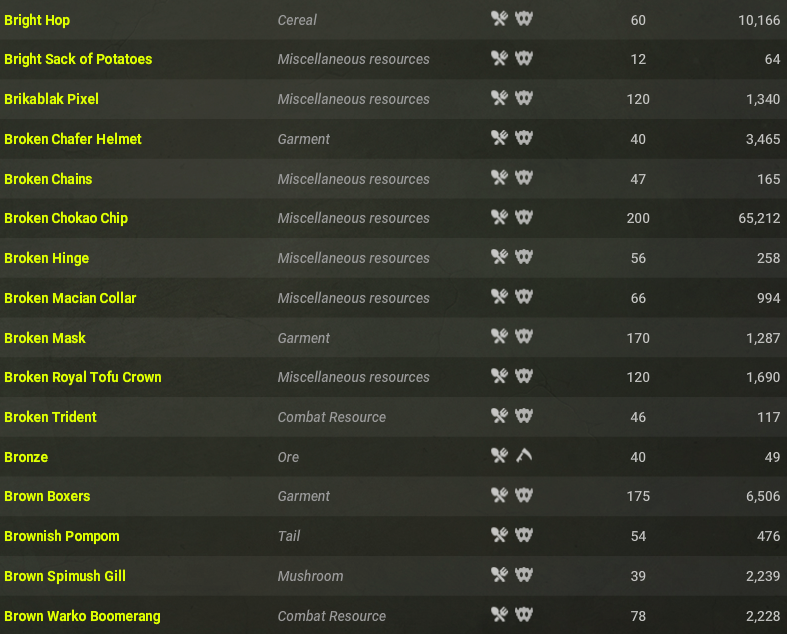 Bright Hop Cereal 60 10,166
Bright Sack of Potatoes Miscellaneous resources 12 64
Brikablak Pixel Miscellaneous resources 120 1,340
Broken Chafer Helmet Garment 40 3,465
Broken Chains Miscellaneous resources 47 165
Broken Chokao Chip Miscellaneous resources 200 65,212
Broken Hinge Miscellaneous resources 56 258
Broken Macian Collar Miscellaneous resources 66 994
Broken Mask Garment 170 1,287
Broken Royal Tofu Crown Miscellaneous resources 120 1,690
Broken Trident Combat Resource 46 117
Bronze Ore 40 49
Brown Boxers Garment 175 6,506
Brownish Pompom Tail 54 476
Brown Spimush Gill Mushroom 39 2,239
Brown Warko Boomerang Combat Resource 78 2,228